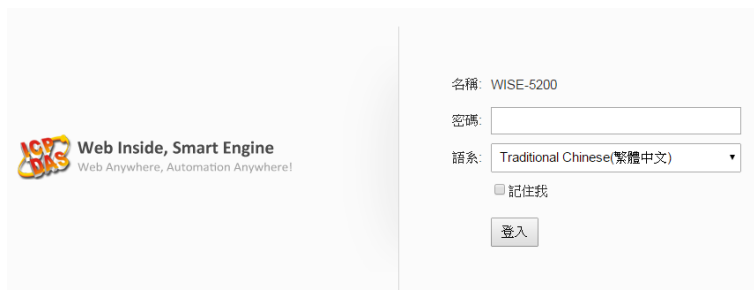 ICP DAS
Web Inside, Smart Engine
Web Anywhere, Automation Anywhere!
名稱: WISE-5200
密碼:
語系: Traditional Chinese(繁體中文)
記住我
登入